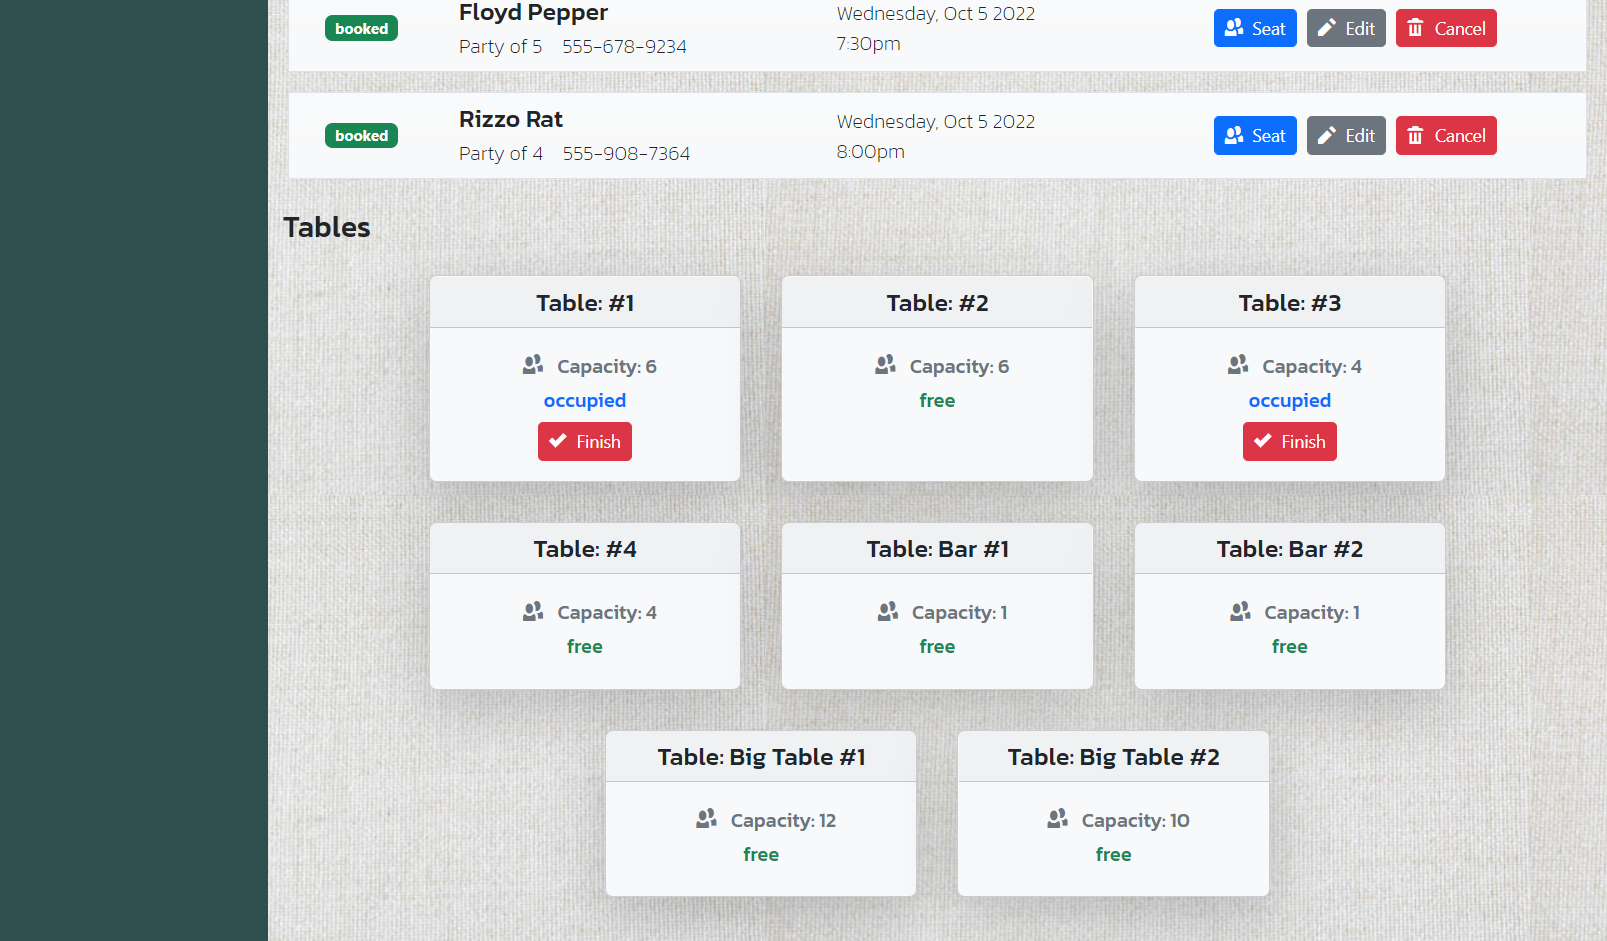 booked
Floyd Pepper
Party of 5 555-678-9234
Wednesday, Oct 5 2022
7:30pm
Seat Edit Cancel
booked
Rizzo Rat
Party of 4 555-908-7364
Wednesday, Oct 5 2022
8:00pm
Seat Edit Cancel
Tables
Table: #1
Capacity: 6
occupied
Finish
Table: #2
Capacity: 6
free
Table: #3
Capacity: 4
occupied
Finish
Table: #4
Capacity: 4
free
Table: Bar #1
Capacity: 1
free
Table: Bar #2
Capacity: 1
free
Table: Big Table #1
Capacity: 12
free
Table: Big Table #2
Capacity: 10
free